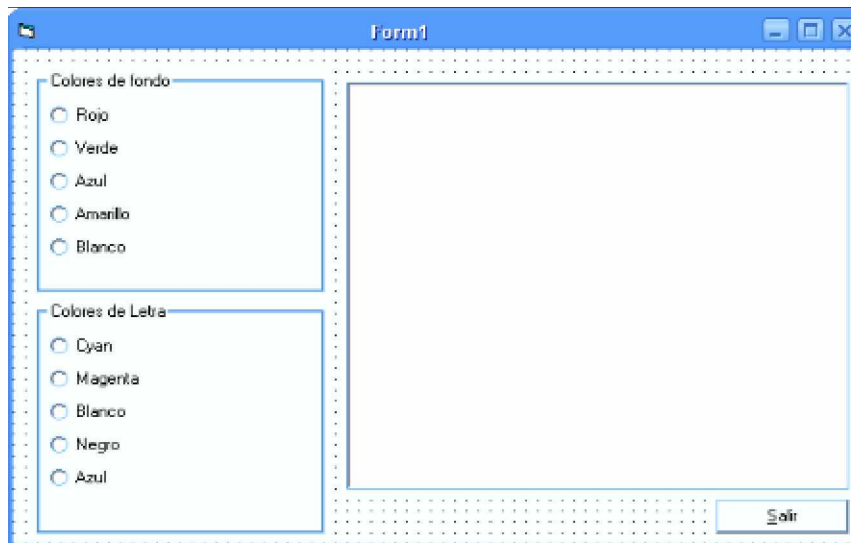 Form1
Colores de fondo
Rojo
Verde
Azul
Amarillo
Blanco
Colores de Letra
Cyan
Magenta
Blanco
Negro
Azul
Salir